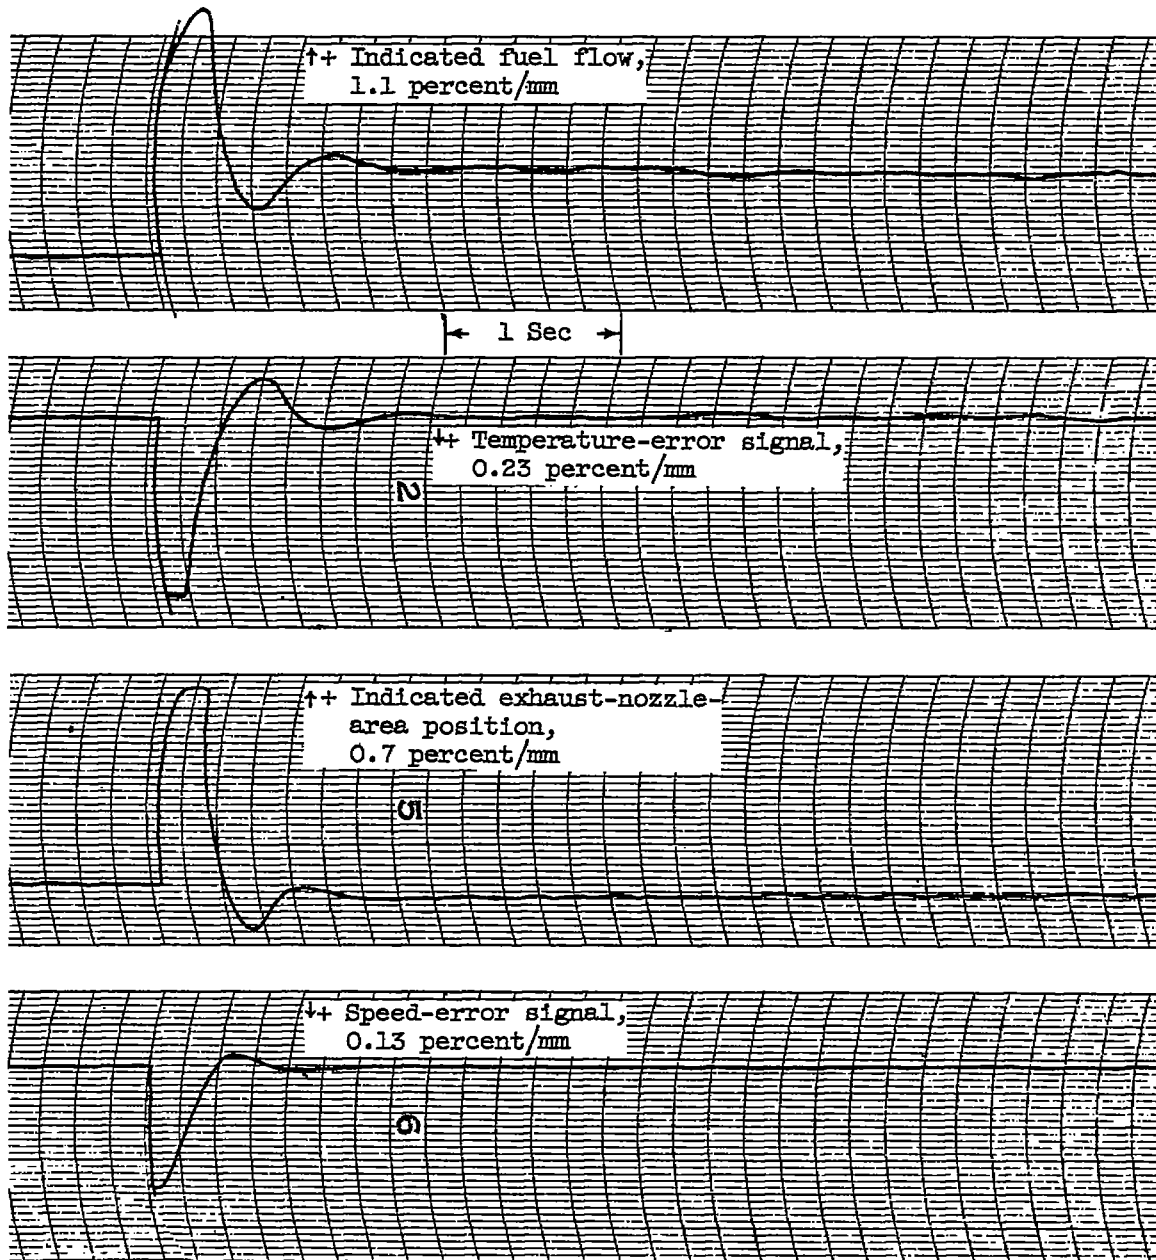 ↑+ Indicated fuel flow,
1.1 percent/mm
1 Sec
↓+ Temperature-error signal,
0.23 percent/mm
2
↑+ Indicated exhaust-nozzle-
area position,
0.7 percent/mm
5
↓+ Speed-error signal,
0.13 percent/mm
6